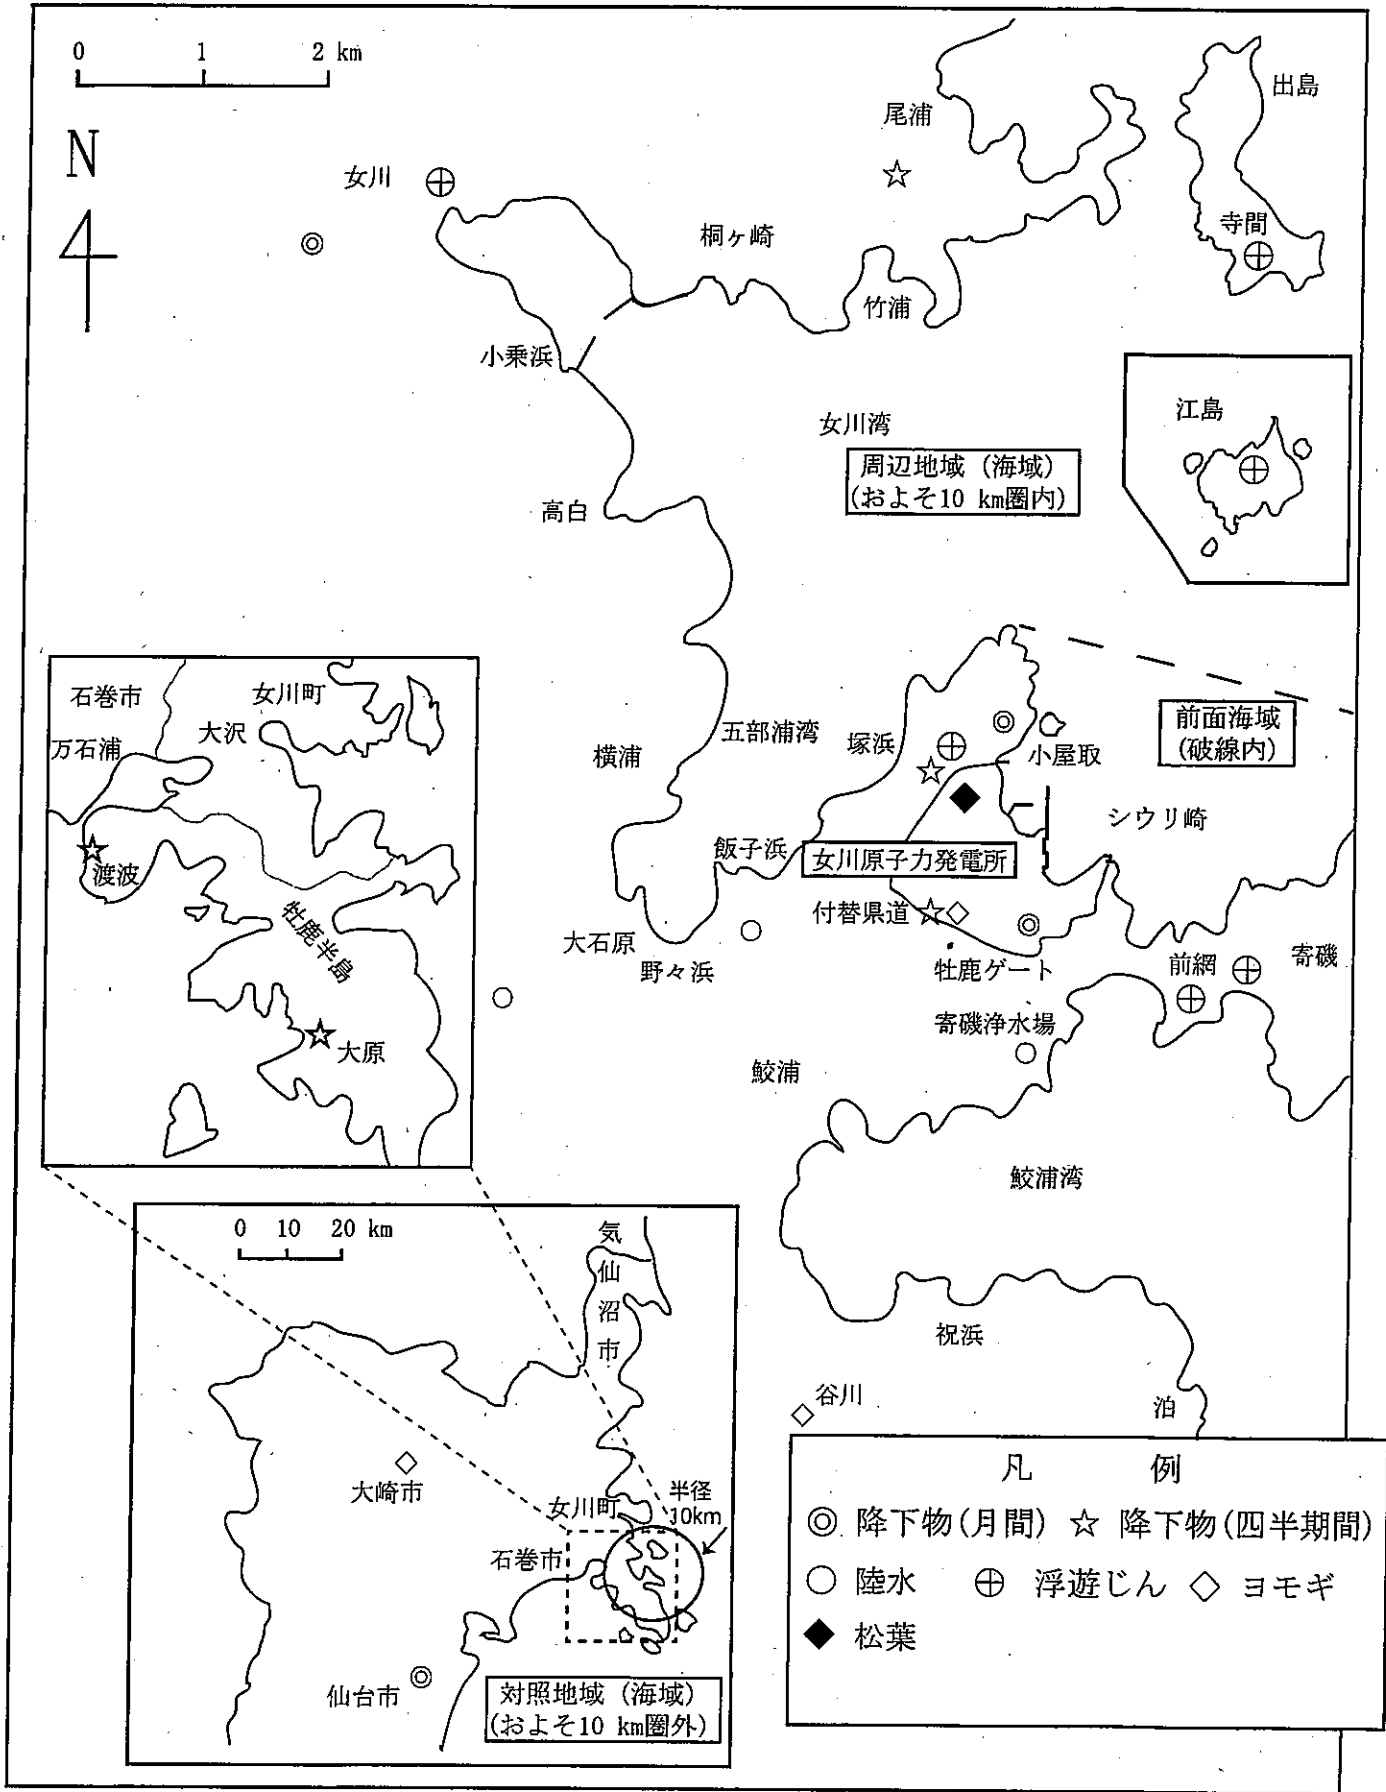 0 1 2 km
N
尾浦
出島
女川
桐ヶ崎
寺間
竹浦
小乗浜
江島
女川湾
周辺地域（海域）
(およそ10 km圏内)
高白
石巻市
女川町
万石浦
大沢
渡波
牡鹿半島
大原
横浦
五部浦湾
塚浜
小屋取
前面海域
(破線内)
シウリ崎
飯子浜
女川原子力発電所
付替県道
大石原
野々浜
牡鹿ゲート
前網
寄磯
寄磯浄水場
鮫浦
鮫浦湾
祝浜
谷川
泊
0 10 20 km
気仙沼市
大崎市
女川町
半径
10km
石巻市
仙台市
対照地域（海域）
(およそ10 km圏外)
凡 例
◎ 降下物(月間) ☆ 降下物(四半期間)
○ 陸水 ⊕ 浮遊じん ◇ ヨモギ
◆ 松葉